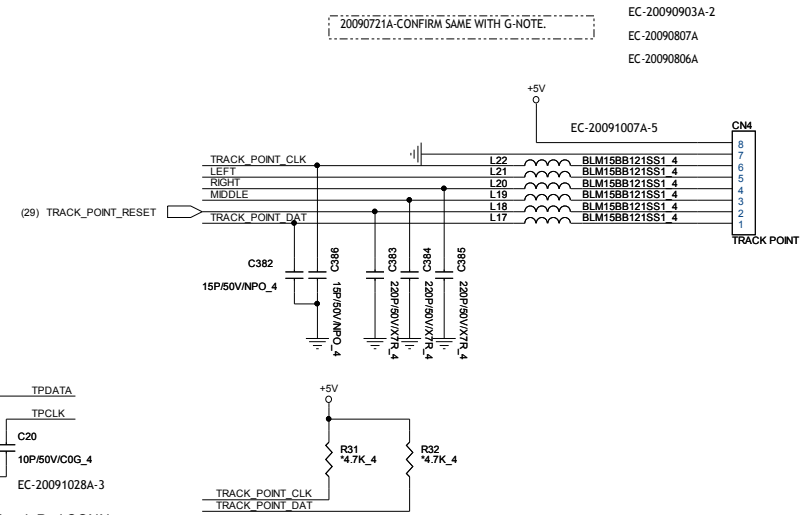 20090721A-CONFIRM SAME WITH G-NOTE.
EC-20090903A-2
EC-20090807A
EC-20090806A
+5V
EC-20091007A-5
CN4
8
7
6
5
4
3
2
1
TRACK POINT
TRACK_POINT_CLK
LEFT
RIGHT
MIDDLE
(29) TRACK_POINT_RESET
TRACK_POINT_DAT
L22 BLM15BB121SS1_4
L21 BLM15BB121SS1_4
L20 BLM15BB121SS1_4
L19 BLM15BB121SS1_4
L18 BLM15BB121SS1_4
L17 BLM15BB121SS1_4
C382
15P/50V/NPO_4
C386
15P/50V/NPO_4
C383
220P/50V/X7R_4
C384
220P/50V/X7R_4
C385
220P/50V/X7R_4
TPDATA
TPCLK
C20
10P/50V/C0G_4
EC-20091028A-3
+5V
R31
*4.7K_4
R32
*4.7K_4
TRACK_POINT_CLK
TRACK_POINT_DAT